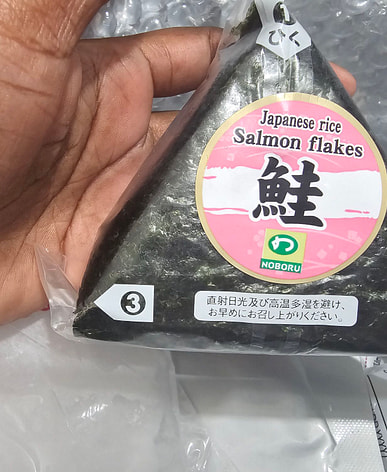 ひく
Japanese rice
Salmon flakes
鮭
NOBORU
3
直射日光及び高温多湿を避け、
お早めにお召し上がりください。